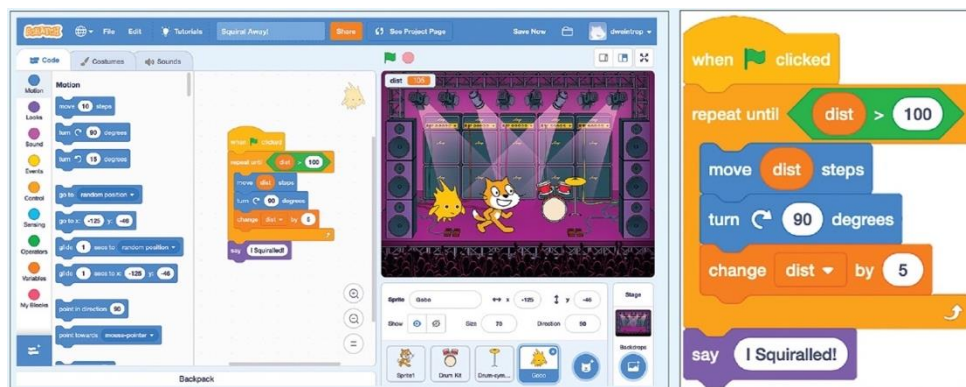 SCRATCH File Edit Tutorials Squiral Away! Share See Project Page Save Now dweintrop
Code Costumes Sounds
Motion
Looks
Sound
Events
Control
Sensing
Operators
Variables
My Blocks
Motion
move 10 steps
turn 90 degrees
turn 15 degrees
go to random position
go to x: -125 y: -46
glide 1 secs to random position
glide 1 secs to x: -125 y: -46
point in direction 90
point towards mouse-pointer
when clicked
repeat until dist > 100
move dist steps
turn 90 degrees
change dist by 5
say I Squiralled!
Backpack
dist 105
Sprite Gobo x -125 y -46
Show Size 70 Direction 90
Sprite1 Drum Kit Drum-cym... Gobo
Stage
Backdrops
when clicked
repeat until dist > 100
move dist steps
turn 90 degrees
change dist by 5
say I Squiralled!